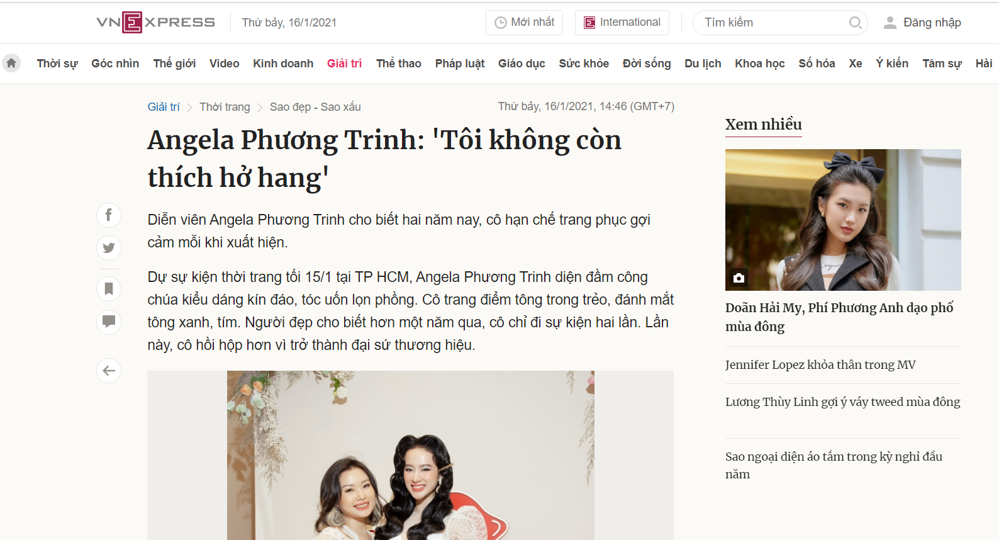 VNEXPRESS
Thứ bảy, 16/1/2021
Mới nhất
International
Tìm kiếm
Đăng nhập
Thời sự Góc nhìn Thế giới Video Kinh doanh Giải trí Thể thao Pháp luật Giáo dục Sức khỏe Đời sống Du lịch Khoa học Số hóa Xe Ý kiến Tâm sự Hài
Giải trí Thời trang Sao đẹp - Sao xấu
Thứ bảy, 16/1/2021, 14:46 (GMT+7)
Angela Phương Trinh: 'Tôi không còn
thích hở hang'
Diễn viên Angela Phương Trinh cho biết hai năm nay, cô hạn chế trang phục gợi
cảm mỗi khi xuất hiện.
Dự sự kiện thời trang tối 15/1 tại TP HCM, Angela Phương Trinh diện đầm công
chúa kiểu dáng kín đáo, tóc uốn lọn phồng. Cô trang điểm tông trong trẻo, đánh mắt
tông xanh, tím. Người đẹp cho biết hơn một năm qua, cô chỉ đi sự kiện hai lần. Lần
này, cô hồi hộp hơn vì trở thành đại sứ thương hiệu.
Xem nhiều
Doãn Hải My, Phí Phương Anh dạo phố
mùa đông
Jennifer Lopez khỏa thân trong MV
Lương Thùy Linh gợi ý váy tweed mùa đông
Sao ngoại diện áo tắm trong kỳ nghỉ đầu
năm